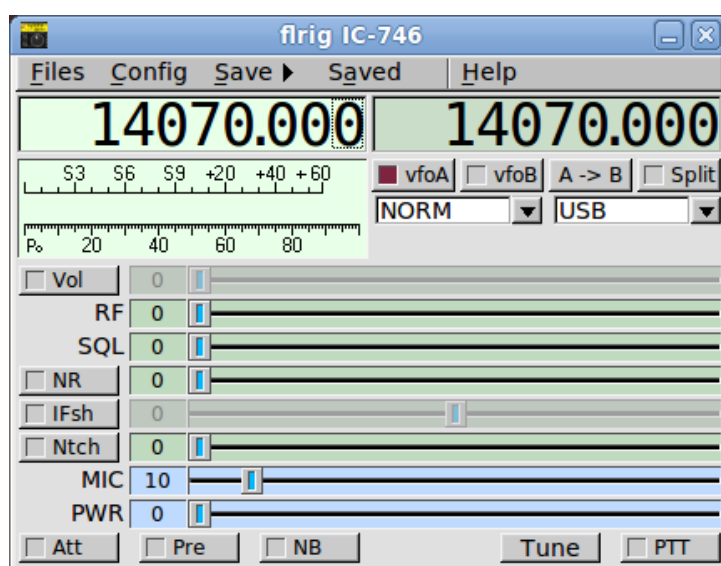 flrig IC-746
Files Config Save Saved Help
14070.000 14070.000
S3 S6 S9 +20 +40 +60
vfoA vfoB A -> B Split
NORM USB
Po 20 40 60 80
Vol 0
RF 0
SQL 0
NR 0
IFsh 0
Ntch 0
MIC 10
PWR 0
Att Pre NB Tune PTT